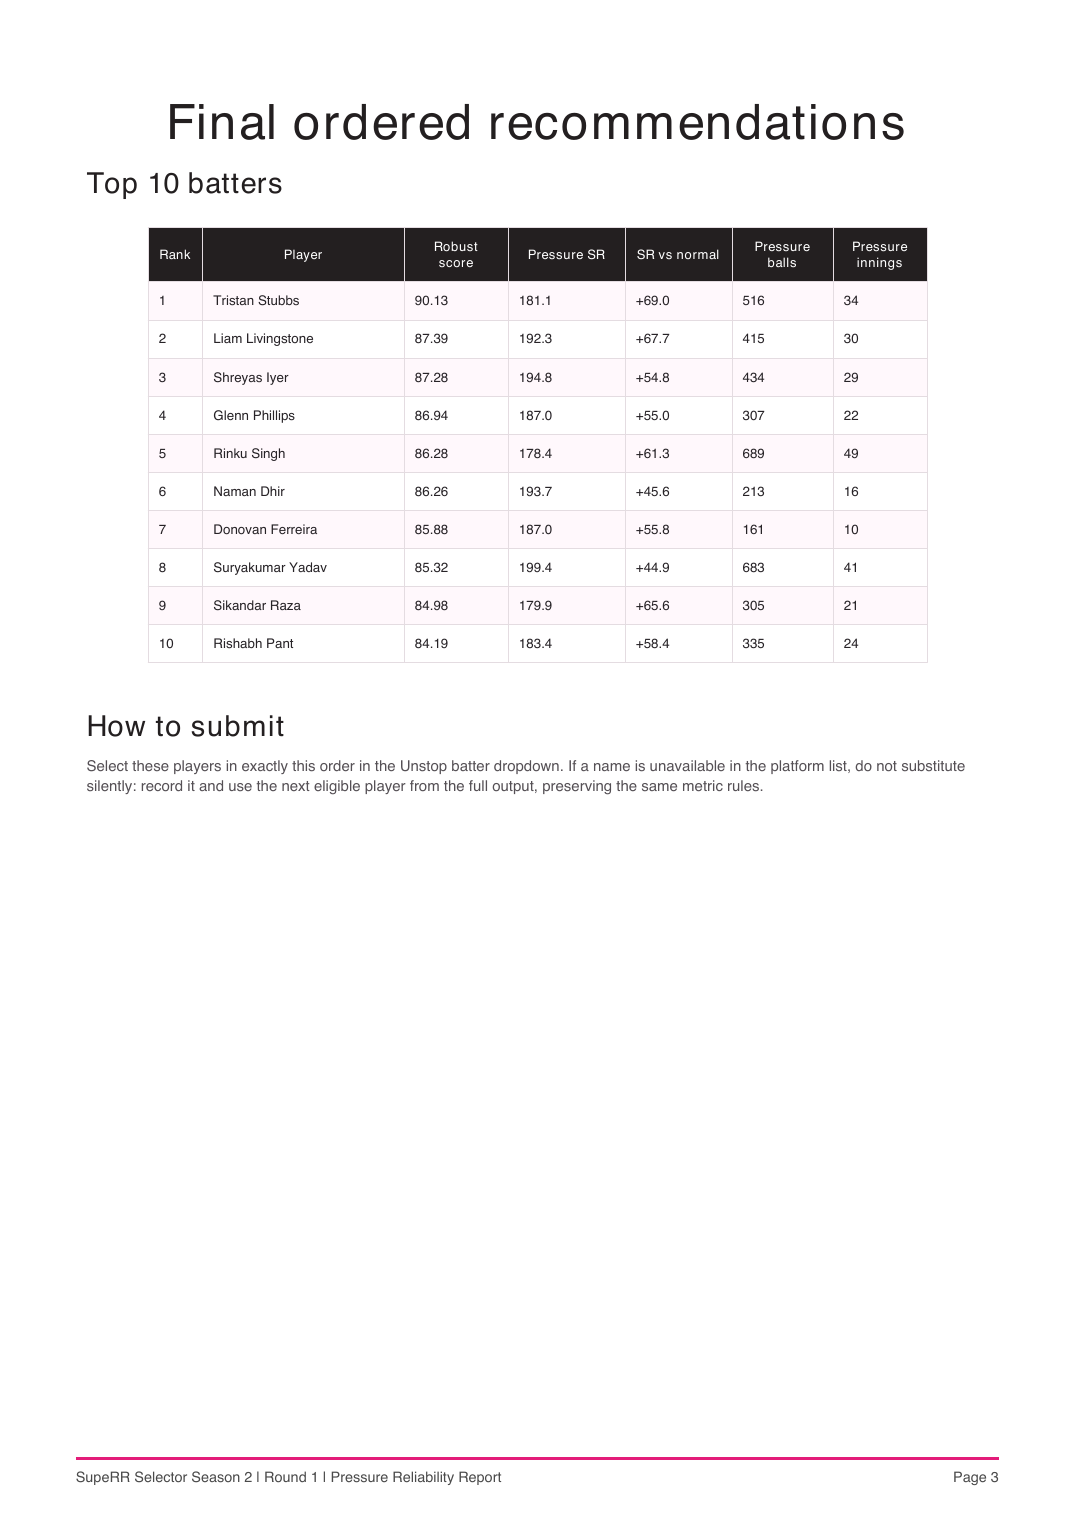 Final ordered recommendations
Top 10 batters
Rank Player Robust score Pressure SR SR vs normal Pressure balls Pressure innings
1 Tristan Stubbs 90.13 181.1 +69.0 516 34
2 Liam Livingstone 87.39 192.3 +67.7 415 30
3 Shreyas Iyer 87.28 194.8 +54.8 434 29
4 Glenn Phillips 86.94 187.0 +55.0 307 22
5 Rinku Singh 86.28 178.4 +61.3 689 49
6 Naman Dhir 86.26 193.7 +45.6 213 16
7 Donovan Ferreira 85.88 187.0 +55.8 161 10
8 Suryakumar Yadav 85.32 199.4 +44.9 683 41
9 Sikandar Raza 84.98 179.9 +65.6 305 21
10 Rishabh Pant 84.19 183.4 +58.4 335 24
How to submit
Select these players in exactly this order in the Unstop batter dropdown. If a name is unavailable in the platform list, do not substitute
silently: record it and use the next eligible player from the full output, preserving the same metric rules.
SupeRR Selector Season 2 | Round 1 | Pressure Reliability Report Page 3